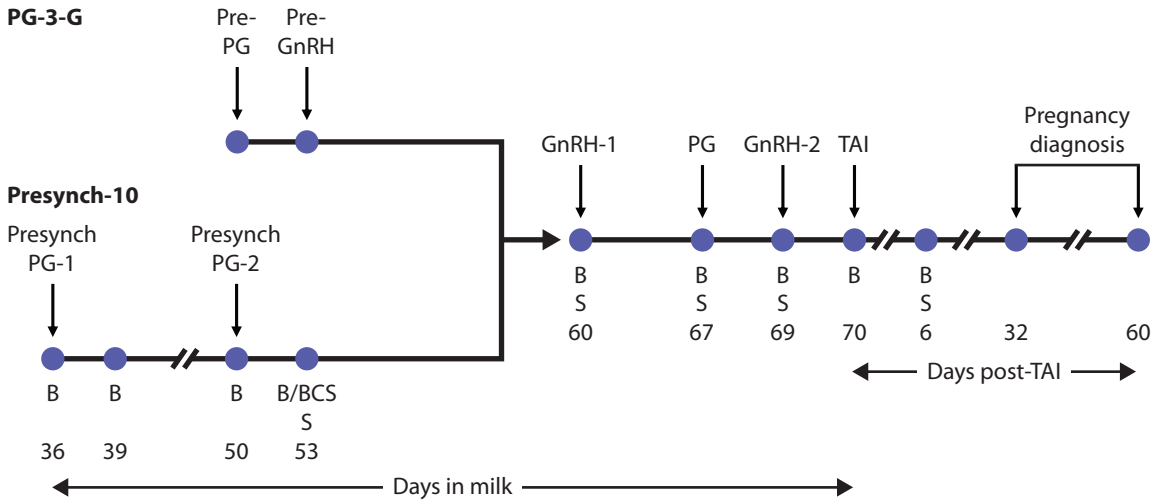 PG-3-G
Pre-
PG
Pre-
GnRH
GnRH-1
PG
GnRH-2
TAI
Pregnancy
diagnosis
Presynch-10
Presynch
PG-1
Presynch
PG-2
B
S
60
B
S
67
B
S
69
B
70
B
S
6
32
60
Days post-TAI
B
36
B
39
B
50
B/BCS
S
53
Days in milk